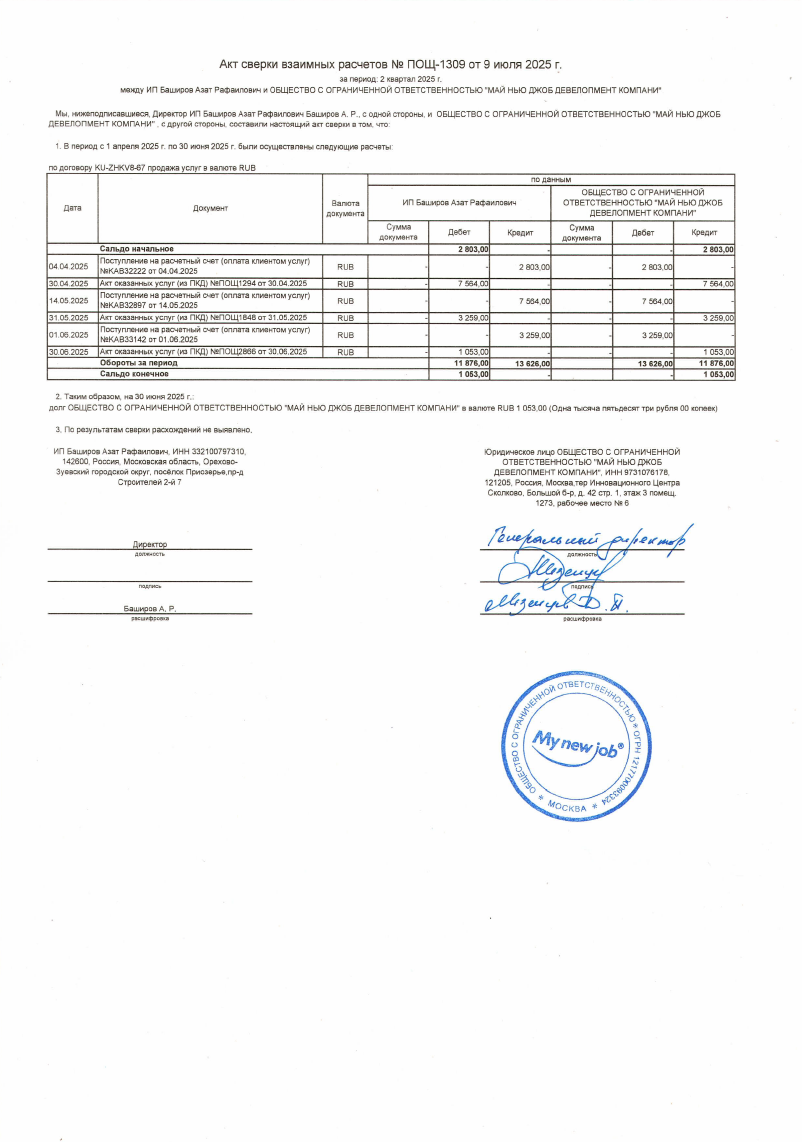 Акт сверки взаимных расчетов № ПОЩ-1309 от 9 июля 2025 г.
за период: 2 квартал 2025 г.
между ИП Баширов Азат Рафаилович и ОБЩЕСТВО С ОГРАНИЧЕННОЙ ОТВЕТСТВЕННОСТЬЮ "МАЙ НЬЮ ДЖОБ ДЕВЕЛОПМЕНТ КОМПАНИ"
Мы, нижеподписавшиеся, Директор ИП Баширов Азат Рафаилович Баширов А. Р., с одной стороны, и ОБЩЕСТВО С ОГРАНИЧЕННОЙ ОТВЕТСТВЕННОСТЬЮ "МАЙ НЬЮ ДЖОБ
ДЕВЕЛОПМЕНТ КОМПАНИ" , с другой стороны, составили настоящий акт сверки в том, что:
1. В период с 1 апреля 2025 г. по 30 июня 2025 г. были осуществлены следующие расчеты:
по договору KU-ZHKV8-67 продажа услуг в валюте RUB
Дата Документ Валюта документа по данным
ИП Баширов Азат Рафаилович ОБЩЕСТВО С ОГРАНИЧЕННОЙ ОТВЕТСТВЕННОСТЬЮ "МАЙ НЬЮ ДЖОБ ДЕВЕЛОПМЕНТ КОМПАНИ"
Сумма документа Дебет Кредит Сумма документа Дебет Кредит
Сальдо начальное 2 803,00 - - 2 803,00
04.04.2025 Поступление на расчетный счет (оплата клиентом услуг) №КАВ32222 от 04.04.2025 RUB - - 2 803,00 - 2 803,00 -
30.04.2025 Акт оказанных услуг (из ПКД) №ПОЩ1294 от 30.04.2025 RUB - 7 564,00 - - - 7 564,00
14.05.2025 Поступление на расчетный счет (оплата клиентом услуг) №КАВ32897 от 14.05.2025 RUB - - 7 564,00 - 7 564,00 -
31.05.2025 Акт оказанных услуг (из ПКД) №ПОЩ1848 от 31.05.2025 RUB - 3 259,00 - - - 3 259,00
01.06.2025 Поступление на расчетный счет (оплата клиентом услуг) №КАВ33142 от 01.06.2025 RUB - - 3 259,00 - 3 259,00 -
30.06.2025 Акт оказанных услуг (из ПКД) №ПОЩ2866 от 30.06.2025 RUB - 1 053,00 - - - 1 053,00
Обороты за период 11 876,00 13 626,00 13 626,00 11 876,00
Сальдо конечное 1 053,00 - - 1 053,00
2. Таким образом, на 30 июня 2025 г.:
долг ОБЩЕСТВО С ОГРАНИЧЕННОЙ ОТВЕТСТВЕННОСТЬЮ "МАЙ НЬЮ ДЖОБ ДЕВЕЛОПМЕНТ КОМПАНИ" в валюте RUB 1 053,00 (Одна тысяча пятьдесят три рубля 00 копеек)
3. По результатам сверки расхождений не выявлено.
ИП Баширов Азат Рафаилович, ИНН 332100797310,
142600, Россия, Московская область, Орехово-
Зуевский городской округ, посёлок Приозерье,пр-д
Строителей 2-й 7
Юридическое лицо ОБЩЕСТВО С ОГРАНИЧЕННОЙ
ОТВЕТСТВЕННОСТЬЮ "МАЙ НЬЮ ДЖОБ
ДЕВЕЛОПМЕНТ КОМПАНИ", ИНН 9731076178,
121205, Россия, Москва,тер Инновационного Центра
Сколково, Большой б-р, д. 42 стр. 1, этаж 3 помещ.
1273, рабочее место № 6
Директор
должность
подпись
Баширов А. Р.
расшифровка
Генеральный директор
должность
подпись
Мезенцев Д. П.
расшифровка
ОБЩЕСТВО С ОГРАНИЧЕННОЙ ОТВЕТСТВЕННОСТЬЮ * ОГРН 1217700093324 * МОСКВА *
My new job®